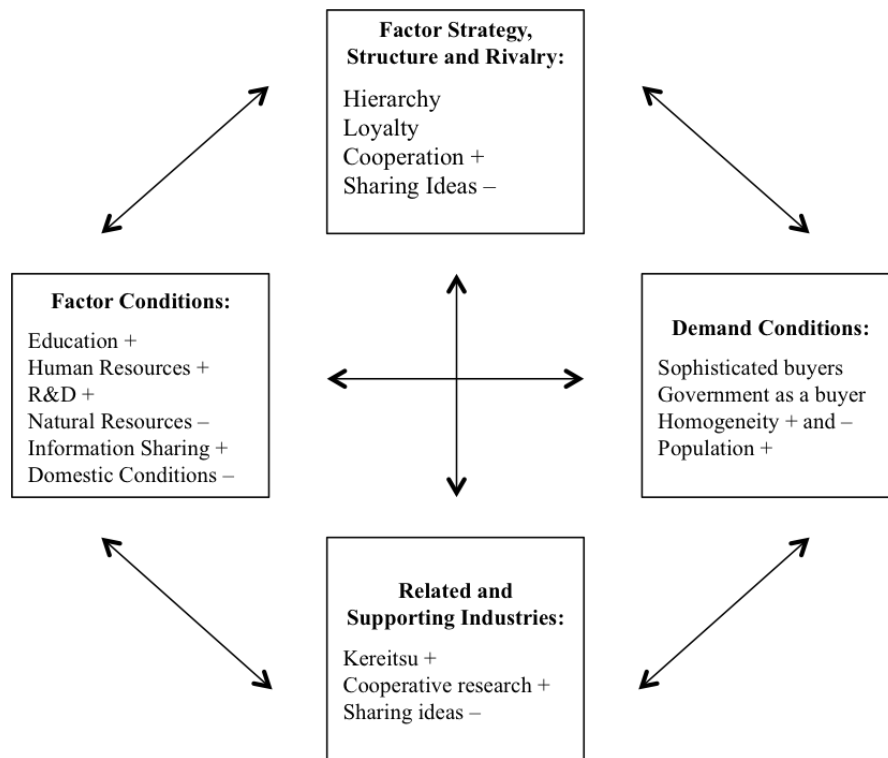 Factor Strategy,
Structure and Rivalry:
Hierarchy
Loyalty
Cooperation +
Sharing Ideas –
Factor Conditions:
Education +
Human Resources +
R&D +
Natural Resources –
Information Sharing +
Domestic Conditions –
Demand Conditions:
Sophisticated buyers
Government as a buyer
Homogeneity + and –
Population +
Related and
Supporting Industries:
Kereitsu +
Cooperative research +
Sharing ideas –